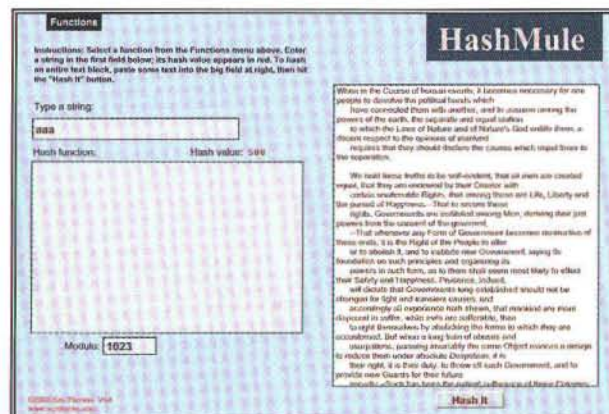 Functions
HashMule
Instructions: Select a function from the Functions menu above. Enter
a string in the first field below; its hash value appears in red. To hash
an entire text block, paste some text into the big field at right, then hit
the "Hash It" button.
Type a string:
aaa
Hash function: Hash value: 500
Modulo: 1023
When in the Course of human events, it becomes necessary for one
people to dissolve the political bands which
have connected them with another, and to assume among the
powers of the earth, the separate and equal station
to which the Laws of Nature and of Nature's God entitle them, a
decent respect to the opinions of mankind
requires that they should declare the causes which impel them to
the separation.
We hold these truths to be self-evident, that all men are created
equal, that they are endowed by their Creator with
certain unalienable Rights, that among these are Life, Liberty and
the pursuit of Happiness. --That to secure these
rights, Governments are instituted among Men, deriving their just
powers from the consent of the governed,
--That whenever any Form of Government becomes destructive of
these ends, it is the Right of the People to alter
or to abolish it, and to institute new Government, laying its
foundation on such principles and organizing its
powers in such form, as to them shall seem most likely to effect
their Safety and Happiness. Prudence, indeed,
will dictate that Governments long established should not be
changed for light and transient causes; and
accordingly all experience hath shewn, that mankind are more
disposed to suffer, while evils are sufferable, than
to right themselves by abolishing the forms to which they are
accustomed. But when a long train of abuses and
usurpations, pursuing invariably the same Object evinces a design
to reduce them under absolute Despotism, it is
their right, it is their duty, to throw off such Government, and to
provide new Guards for their future
Hash It